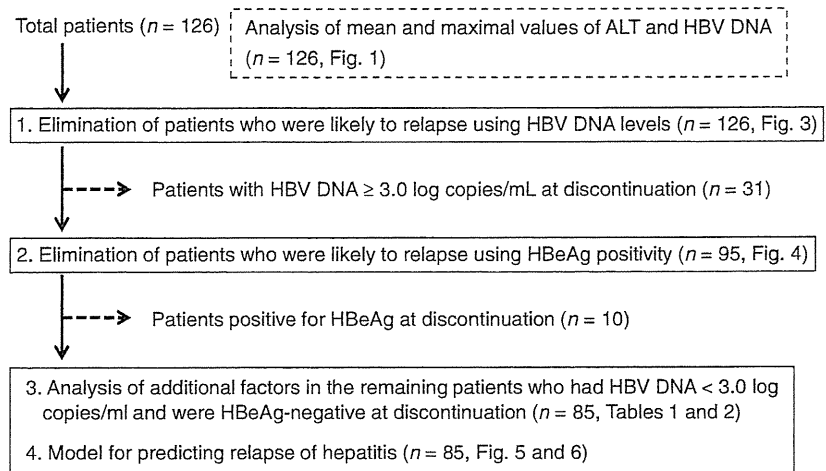 Total patients (n = 126)
Analysis of mean and maximal values of ALT and HBV DNA
(n = 126, Fig. 1)
1. Elimination of patients who were likely to relapse using HBV DNA levels (n = 126, Fig. 3)
Patients with HBV DNA ≥ 3.0 log copies/mL at discontinuation (n = 31)
2. Elimination of patients who were likely to relapse using HBeAg positivity (n = 95, Fig. 4)
Patients positive for HBeAg at discontinuation (n = 10)
3. Analysis of additional factors in the remaining patients who had HBV DNA < 3.0 log
copies/ml and were HBeAg-negative at discontinuation (n = 85, Tables 1 and 2)
4. Model for predicting relapse of hepatitis (n = 85, Fig. 5 and 6)